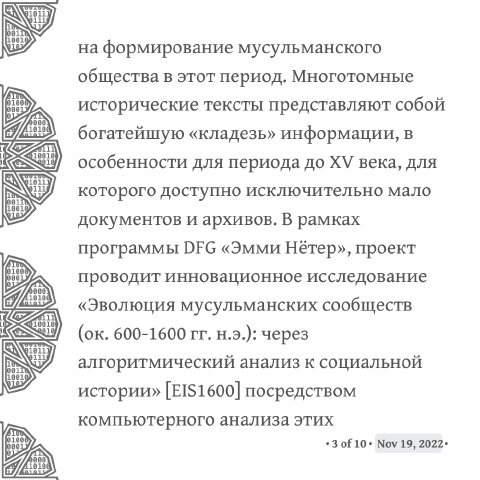 на формирование мусульманского
общества в этот период. Многотомные
исторические тексты представляют собой
богатейшую «кладезь» информации, в
особенности для периода до XV века, для
которого доступно исключительно мало
документов и архивов. В рамках
программы DFG «Эмми Нётер», проект
проводит инновационное исследование
«Эволюция мусульманских сообществ
(ок. 600-1600 гг. н.э.): через
алгоритмический анализ к социальной
истории» [EIS1600] посредством
компьютерного анализа этих
• 3 of 10 • Nov 19, 2022 •